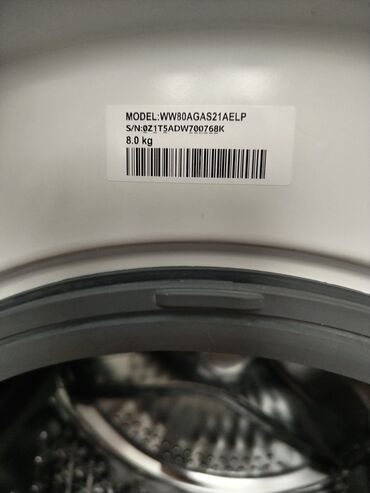 MODEL:WW80AGAS21AELP
S/N:0Z1T5ADW700768K
8.0 kg